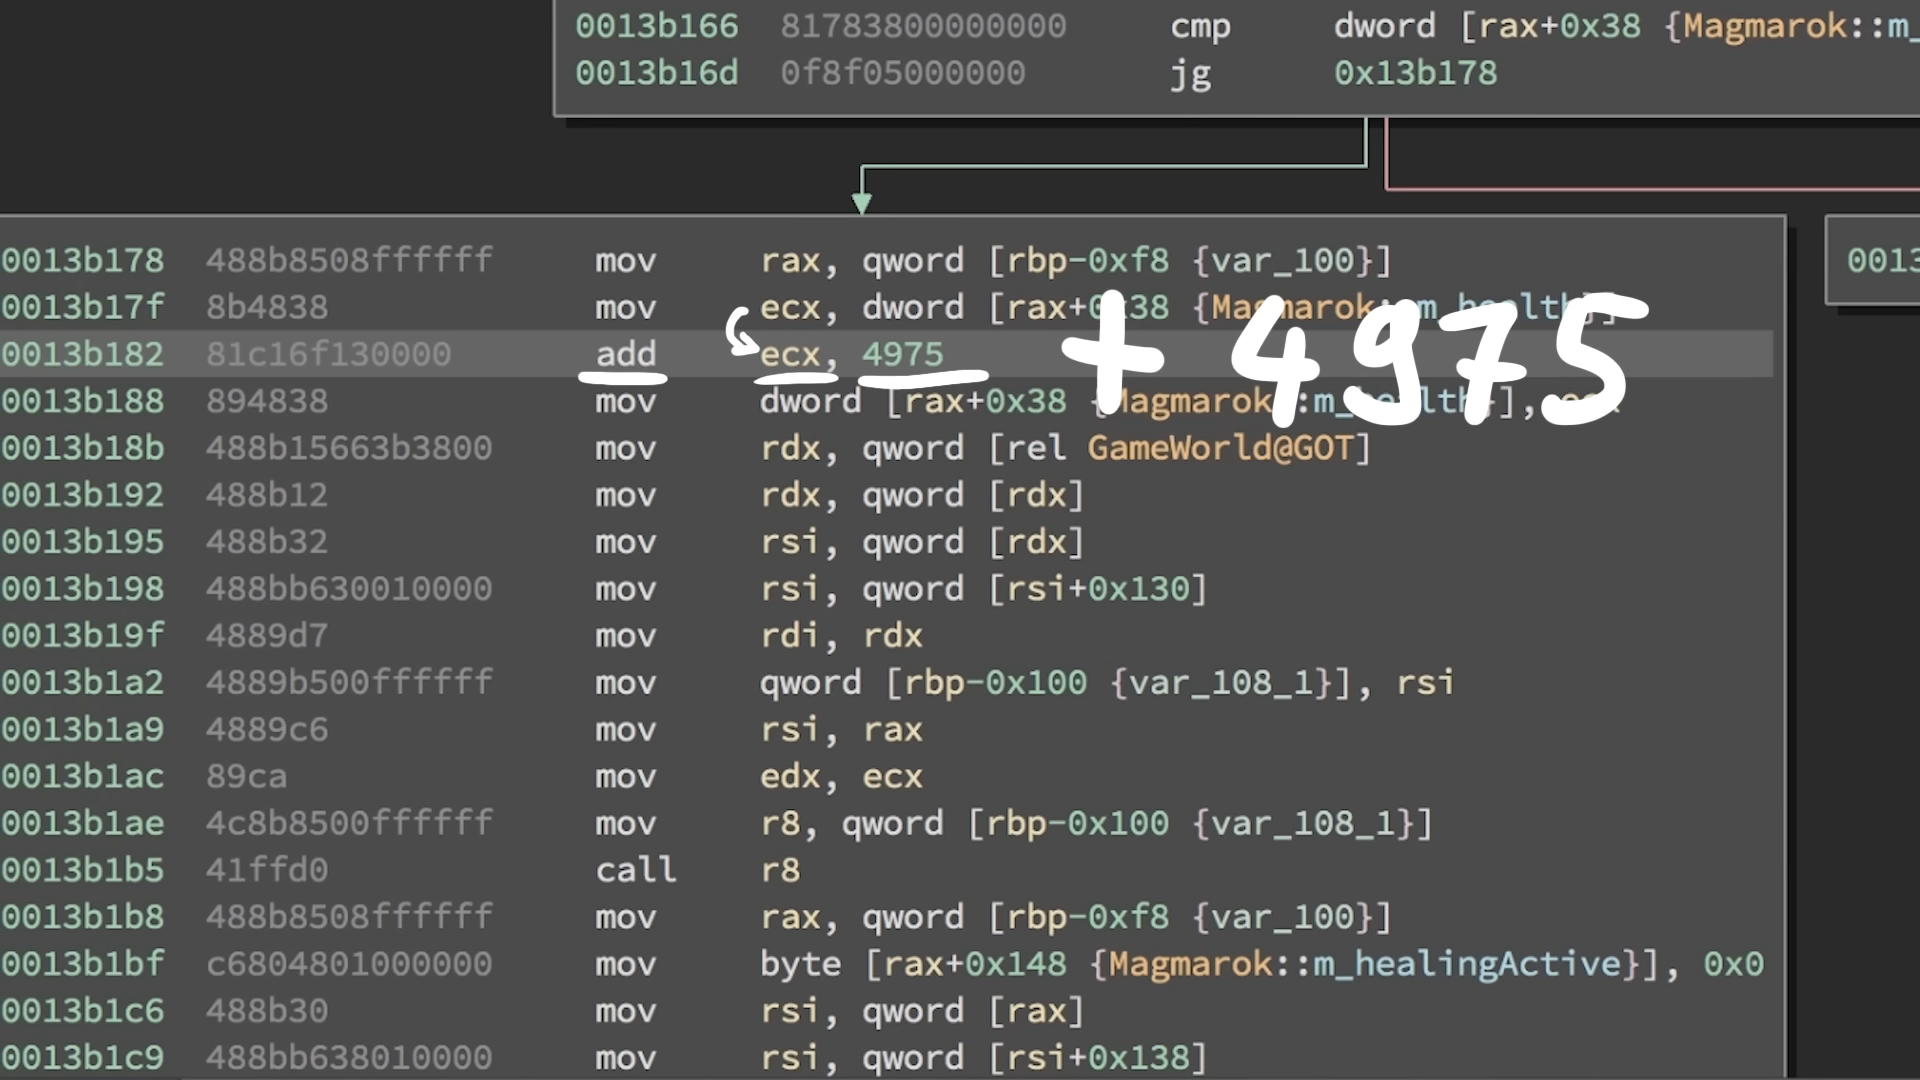 0013b166 81783800000000 cmp dword [rax+0x38 {Magmarok::m_
0013b16d 0f8f05000000 jg 0x13b178
0013b178 488b8508ffffff mov rax, qword [rbp-0xf8 {var_100}]
0013
0013b17f 8b4838 mov ecx, dword [rax+0x38 {Magmarok::m_health}]
0013b182 81c16f130000 add ecx, 4975
+ 4975
0013b188 894838 mov dword [rax+0x38 {Magmarok::m_health}], ecx
0013b18b 488b15663b3800 mov rdx, qword [rel GameWorld@GOT]
0013b192 488b12 mov rdx, qword [rdx]
0013b195 488b32 mov rsi, qword [rdx]
0013b198 488bb630010000 mov rsi, qword [rsi+0x130]
0013b19f 4889d7 mov rdi, rdx
0013b1a2 4889b500ffffff mov qword [rbp-0x100 {var_108_1}], rsi
0013b1a9 4889c6 mov rsi, rax
0013b1ac 89ca mov edx, ecx
0013b1ae 4c8b8500ffffff mov r8, qword [rbp-0x100 {var_108_1}]
0013b1b5 41ffd0 call r8
0013b1b8 488b8508ffffff mov rax, qword [rbp-0xf8 {var_100}]
0013b1bf c6804801000000 mov byte [rax+0x148 {Magmarok::m_healingActive}], 0x0
0013b1c6 488b30 mov rsi, qword [rax]
0013b1c9 488bb638010000 mov rsi, qword [rsi+0x138]